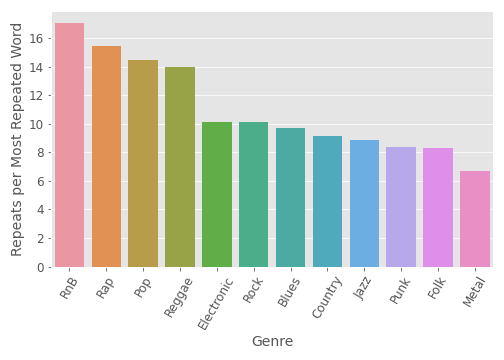 Repeats per Most Repeated Word
16
14
12
10
8
6
4
2
0
RnB
Rap
Pop
Reggae
Electronic
Rock
Blues
Country
Jazz
Punk
Folk
Metal
Genre